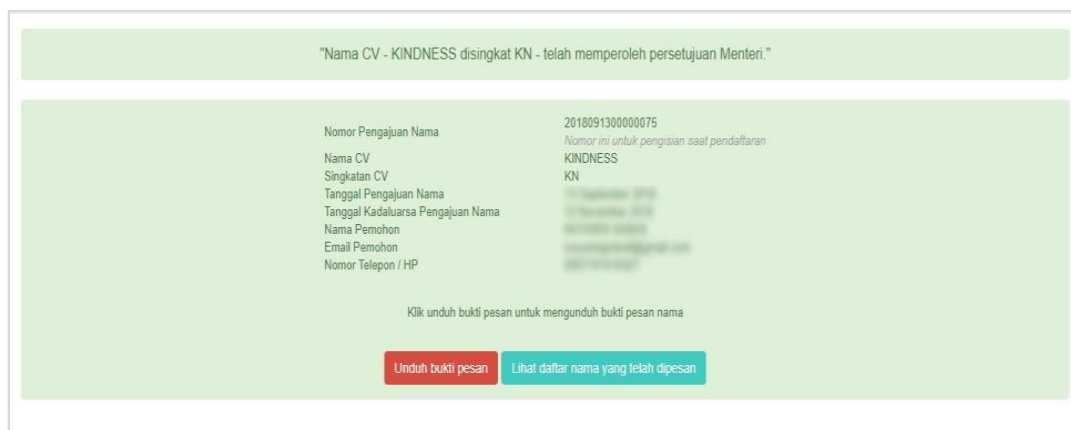 "Nama CV - KINDNESS disingkat KN - telah memperoleh persetujuan Menteri."
Nomor Pengajuan Nama
2018091300000075
Nomor ini untuk pengisian saat pendaftaran
Nama CV
KINDNESS
Singkatan CV
KN
Tanggal Pengajuan Nama
Tanggal Kadaluarsa Pengajuan Nama
Nama Pemohon
Email Pemohon
Nomor Telepon / HP
Klik unduh bukti pesan untuk mengunduh bukti pesan nama
Unduh bukti pesan
Lihat daftar nama yang telah dipesan